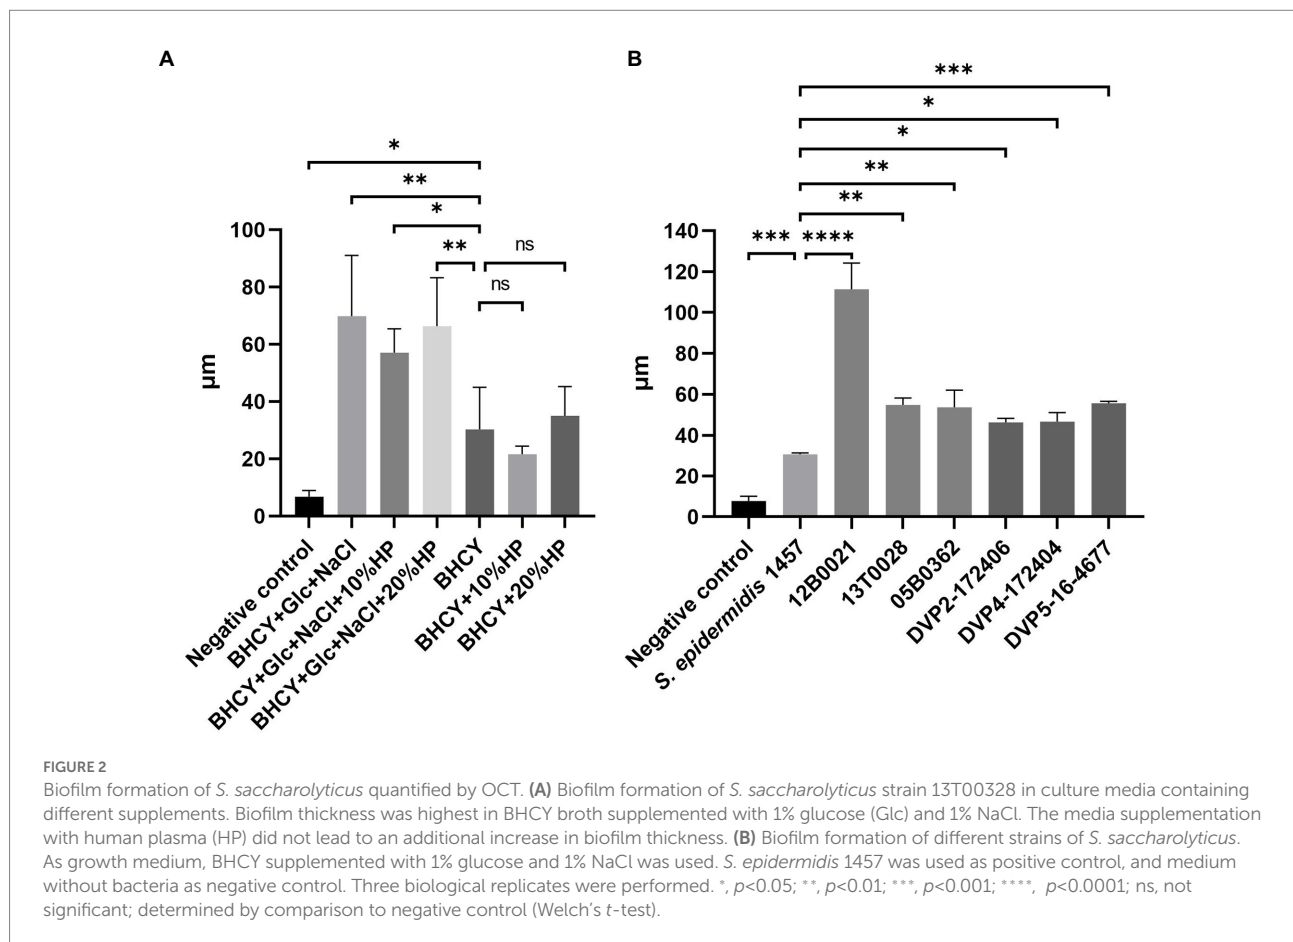 A
B
***
*
*
*
**
**
**
*
**
ns
ns
***
****
100
80
60
40
20
0
µm
140
120
100
80
60
40
20
0
µm
Negative control
BHCY+Glc+NaCl
BHCY+Glc+NaCl+10%HP
BHCY+Glc+NaCl+20%HP
BHCY
BHCY+10%HP
BHCY+20%HP
Negative control
S. epidermidis 1457
12B0021
13T0028
05B0362
DVP2-172406
DVP4-172404
DVP5-16-4677
FIGURE 2
Biofilm formation of S. saccharolyticus quantified by OCT. (A) Biofilm formation of S. saccharolyticus strain 13T00328 in culture media containing
different supplements. Biofilm thickness was highest in BHCY broth supplemented with 1% glucose (Glc) and 1% NaCl. The media supplementation
with human plasma (HP) did not lead to an additional increase in biofilm thickness. (B) Biofilm formation of different strains of S. saccharolyticus.
As growth medium, BHCY supplemented with 1% glucose and 1% NaCl was used. S. epidermidis 1457 was used as positive control, and medium
without bacteria as negative control. Three biological replicates were performed. *, p<0.05; **, p<0.01; ***, p<0.001; ****, p<0.0001; ns, not
significant; determined by comparison to negative control (Welch's t-test).